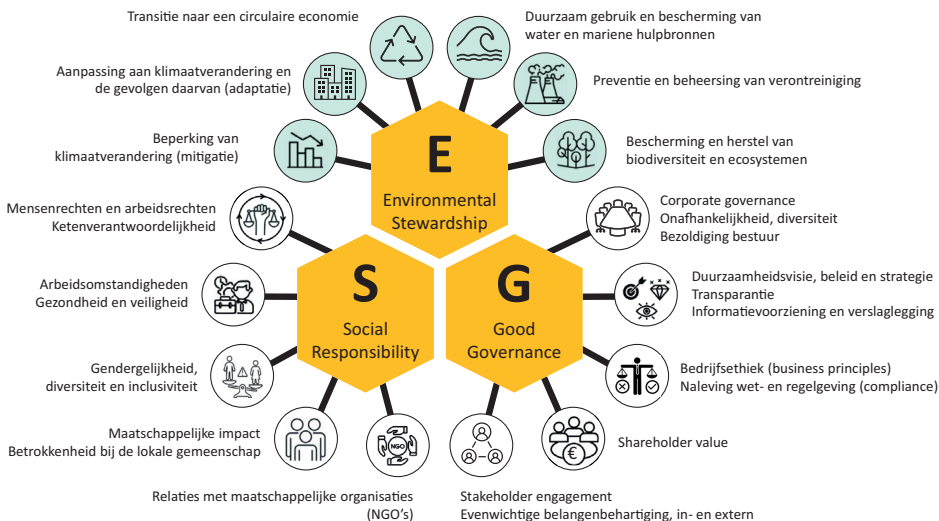 Transitie naar een circulaire economie
Duurzaam gebruik en bescherming van
water en mariene hulpbronnen
Aanpassing aan klimaatverandering en
de gevolgen daarvan (adaptatie)
Preventie en beheersing van verontreiniging
Beperking van
klimaatverandering (mitigatie)
Bescherming en herstel van
biodiversiteit en ecosystemen
E
Environmental
Stewardship
Mensenrechten en arbeidsrechten
Ketenverantwoordelijkheid
Corporate governance
Onafhankelijkheid, diversiteit
Bezoldiging bestuur
Arbeidsomstandigheden
Gezondheid en veiligheid
S
Social
Responsibility
G
Good
Governance
Duurzaamheidsvisie, beleid en strategie
Transparantie
Informatievoorziening en verslaglegging
Gendergelijkheid,
diversiteit en inclusiviteit
Bedrijfsethiek (business principles)
Naleving wet- en regelgeving (compliance)
Maatschappelijke impact
Betrokkenheid bij de lokale gemeenschap
NGO
€
Shareholder value
Relaties met maatschappelijke organisaties
(NGO's)
Stakeholder engagement
Evenwichtige belangenbehartiging, in- en extern